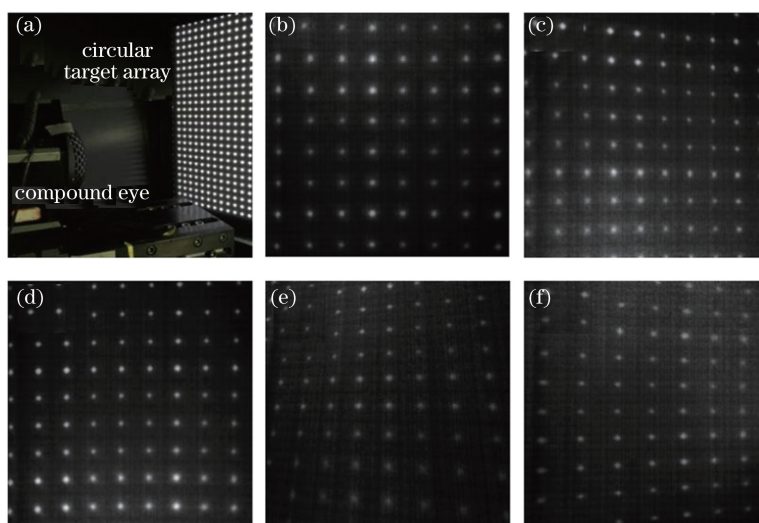 (a)
circular
target array
compound eye
(b)
(c)
(d)
(e)
(f)